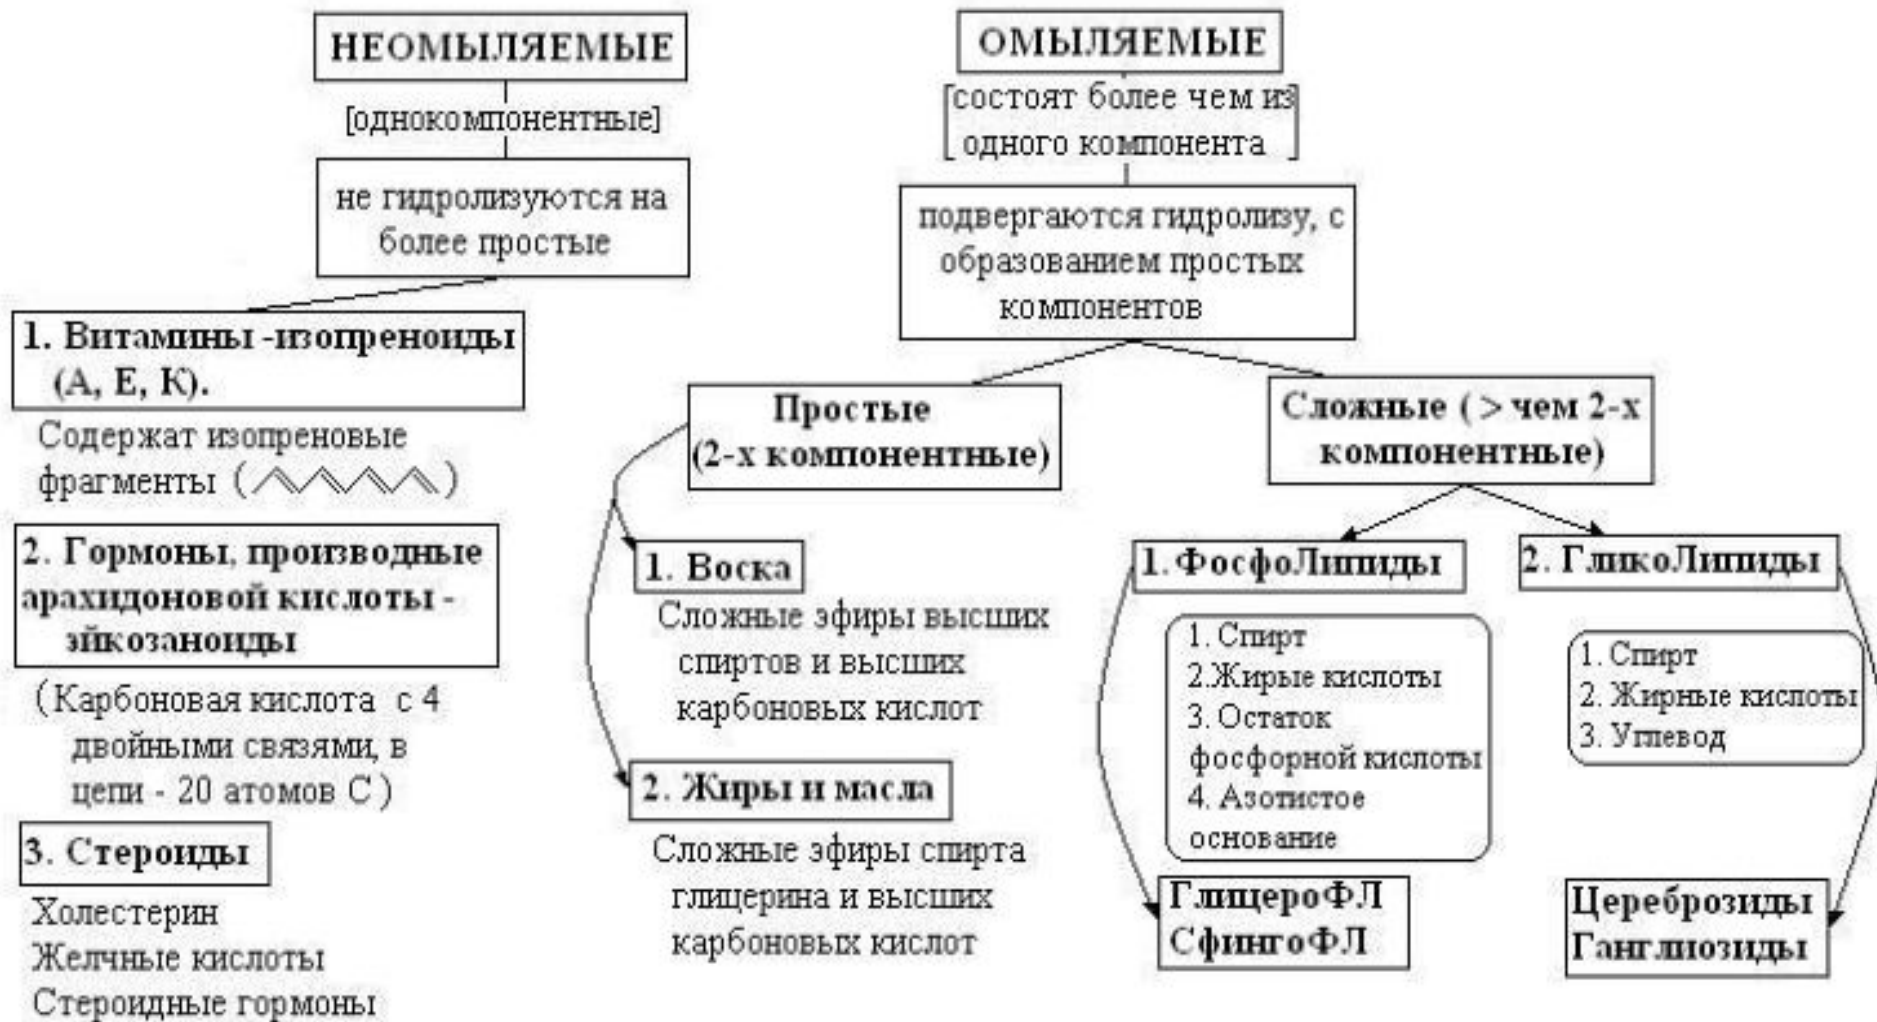 НЕОМЫЛЯЕМЫЕ
[однокомпонентные]
не гидролизуются на
более простые
1. Витамины -изопреноиды
(А, Е, К).
Содержат изопреновые
фрагменты ( )
2. Гормоны, производные
арахидоновой кислоты -
эйкозаноиды
(Карбоновая кислота с 4
двойными связями, в
цепи - 20 атомов С)
3. Стероиды
Холестерин
Желчные кислоты
Стероидные гормоны
ОМЫЛЯЕМЫЕ
[состоят более чем из
одного компонента]
подвергаются гидролизу, с
образованием простых
компонентов
Простые
(2-х компонентные)
1. Воска
Сложные эфиры высших
спиртов и высших
карбоновых кислот
2. Жиры и масла
Сложные эфиры спирта
глицерина и высших
карбоновых кислот
Сложные ( > чем 2-х
компонентные)
1. ФосфоЛипиды
1. Спирт
2.Жирые кислоты
3. Остаток
фосфорной кислоты
4. Азотистое
основание
ГлицероФЛ
СфингоФЛ
2. ГликоЛипиды
1. Спирт
2. Жирные кислоты
3. Углевод
Цереброзиды
Ганглиозиды